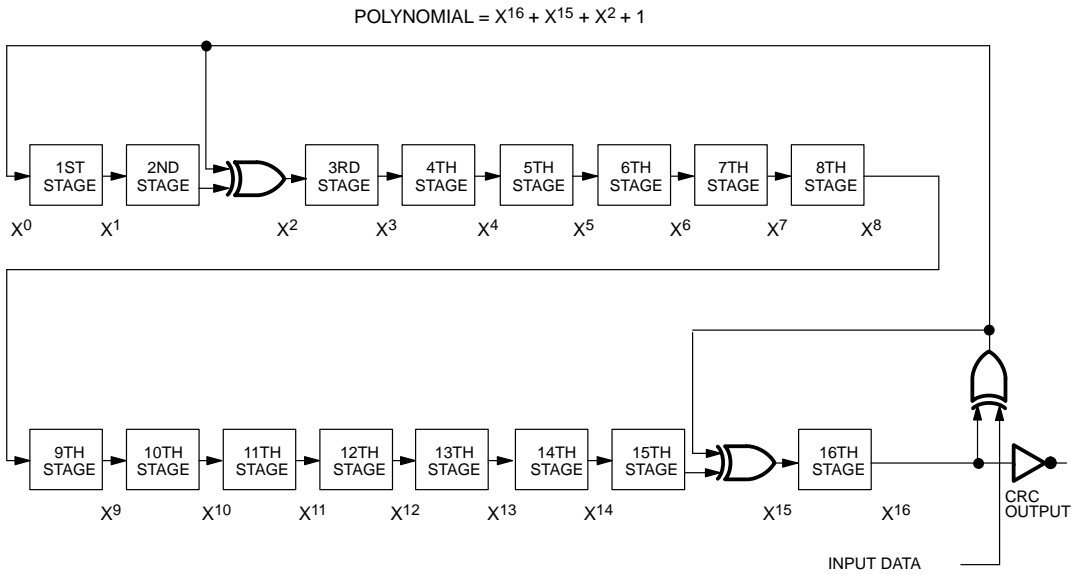 POLYNOMIAL = X16 + X15 + X2 + 1
1ST STAGE
2ND STAGE
3RD STAGE
4TH STAGE
5TH STAGE
6TH STAGE
7TH STAGE
8TH STAGE
X0 X1 X2 X3 X4 X5 X6 X7 X8
9TH STAGE
10TH STAGE
11TH STAGE
12TH STAGE
13TH STAGE
14TH STAGE
15TH STAGE
16TH STAGE
X9 X10 X11 X12 X13 X14 X15 X16
CRC
OUTPUT
INPUT DATA